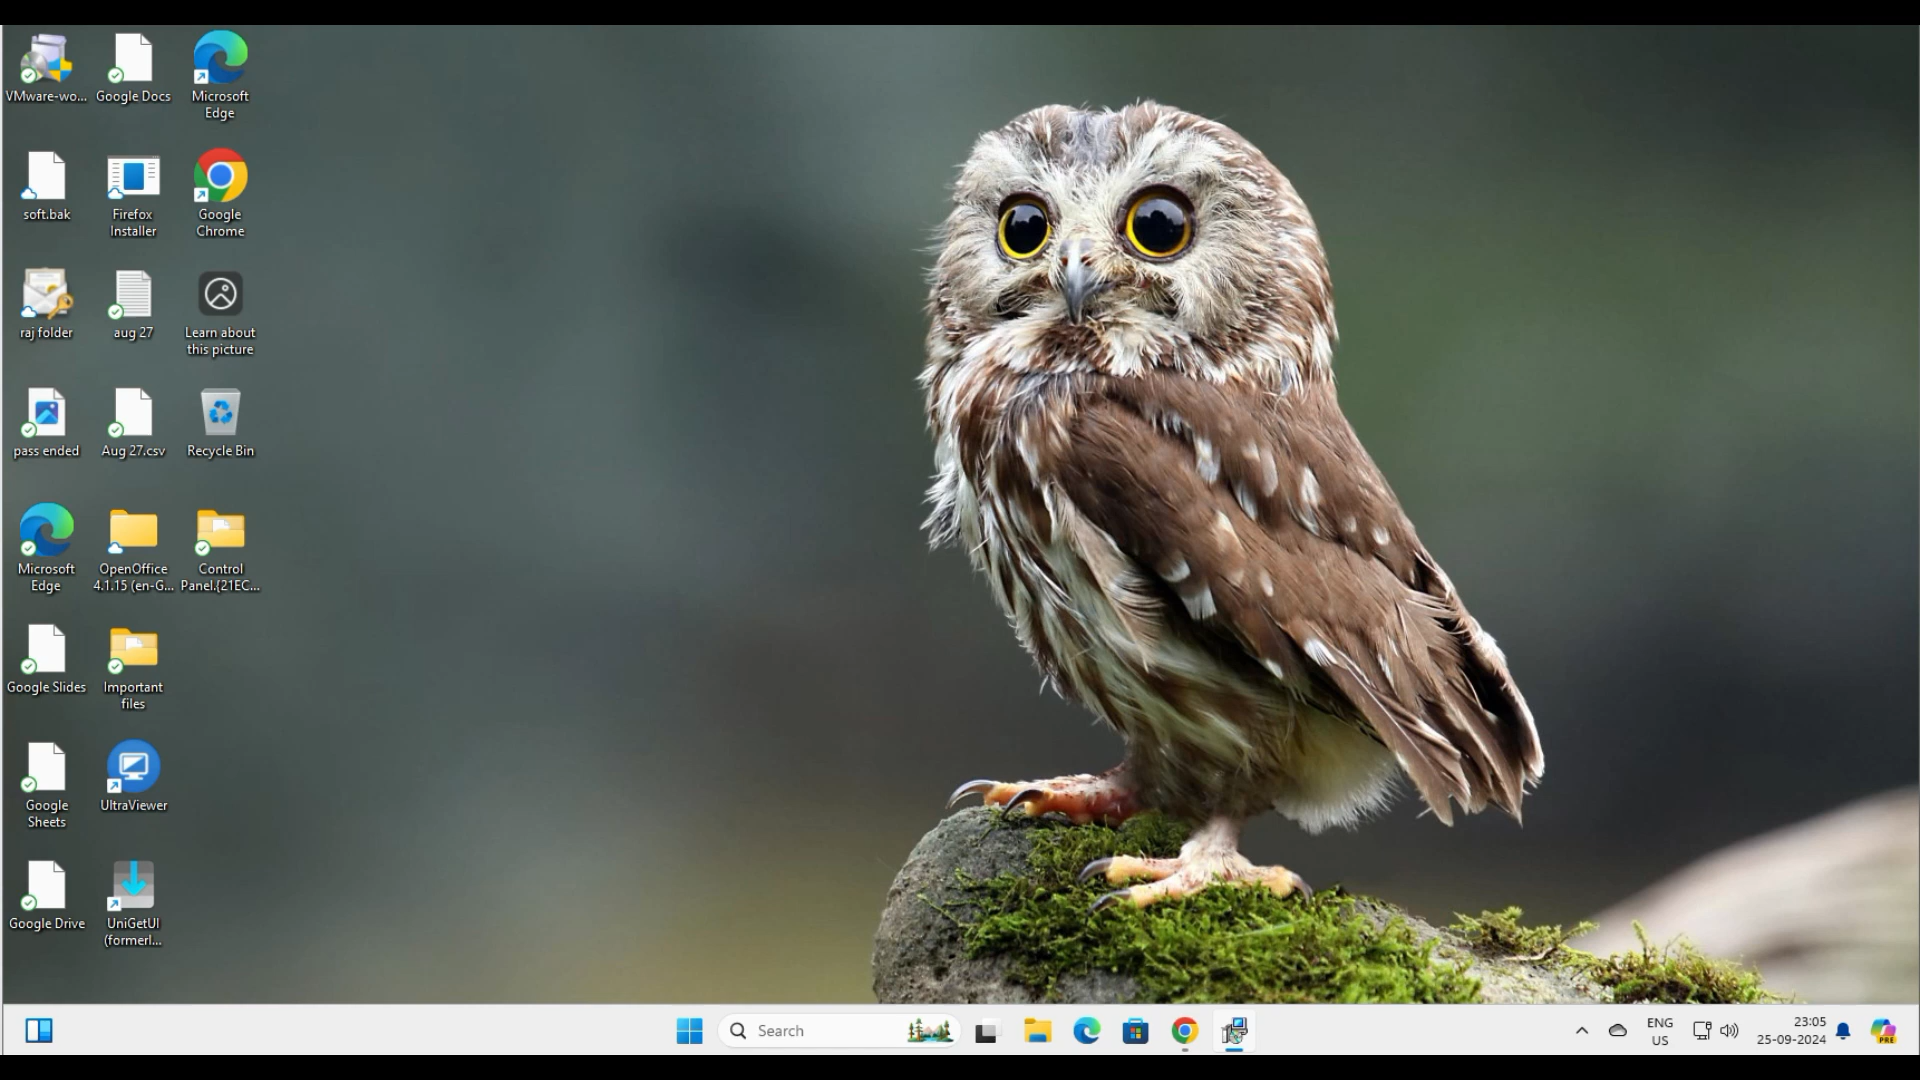 VMware-wo...
Google Docs
Microsoft
Edge
soft.bak
Firefox
Installer
Google
Chrome
raj folder
aug 27
Learn about
this picture
pass ended
Aug 27.csv
Recycle Bin
Microsoft
Edge
OpenOffice
4.1.15 (en-G...
Control
Panel.{21EC...
Google Slides
Important
files
Google
Sheets
UltraViewer
Google Drive
UniGetUI
(formerl...
Search
ENG
US
23:05
25-09-2024
PRE